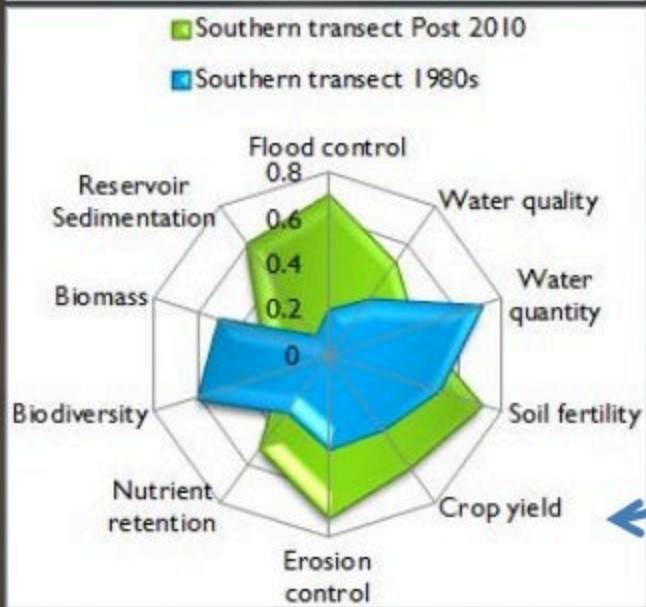 Southern transect Post 2010
Southern transect 1980s
Flood control
0.8
Reservoir
Sedimentation
0.6
Water quality
0.4
Biomass
Water
quantity
0.2
0
Biodiversity
Soil fertility
Nutrient
retention
Crop yield
Erosion
control